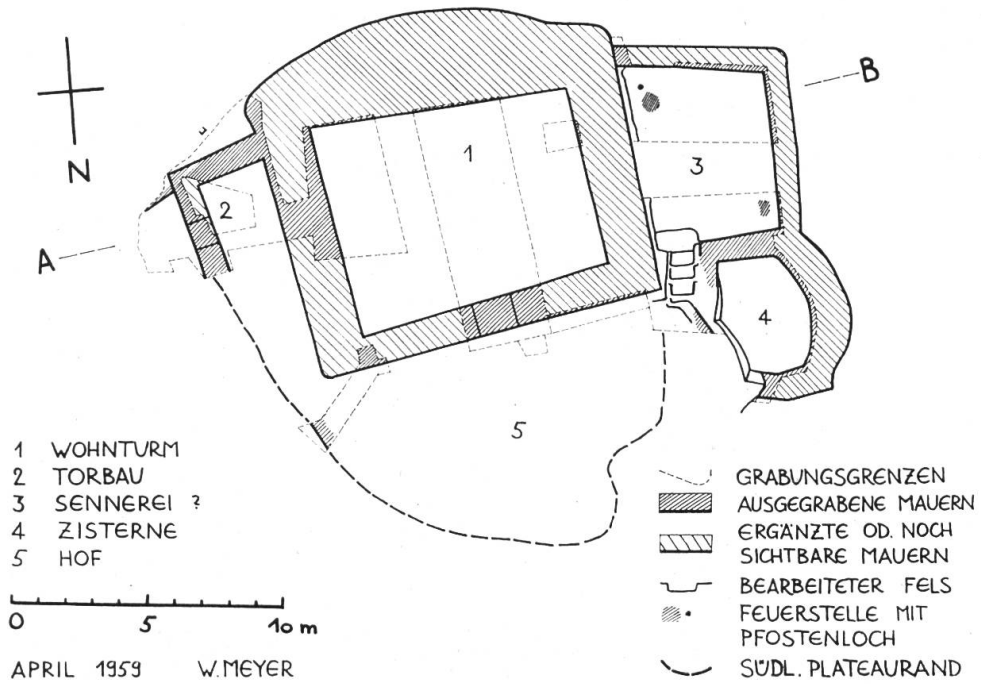 N
A
B
1
2
3
4
5
1 WOHNTURM
2 TORBAU
3 SENNEREI ?
4 ZISTERNE
5 HOF
0 5 10 m
APRIL 1959 W. MEYER
GRABUNGSGRENZEN
AUSGEGRABENE MAUERN
ERGÄNZTE OD. NOCH
SICHTBARE MAUERN
BEARBEITETER FELS
FEUERSTELLE MIT
PFOSTENLOCH
SÜDL. PLATEAURAND